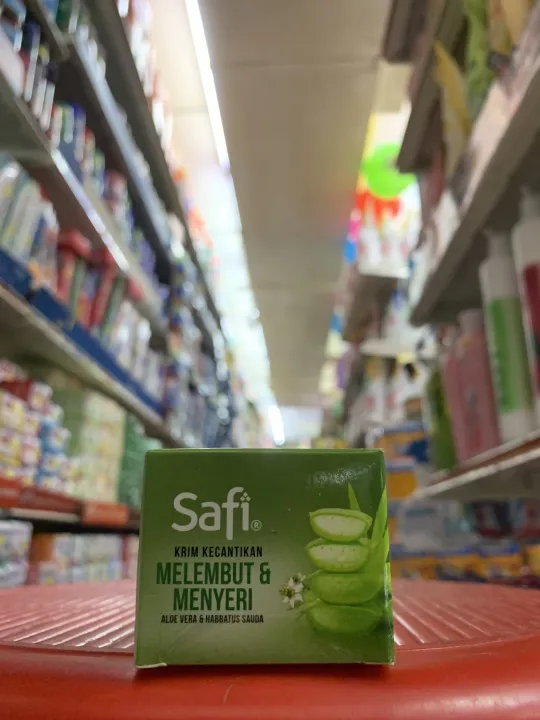 Safi®
KRIM KECANTIKAN
MELEMBUT &
MENYERI
ALOE VERA & HABBATUS SAUDA